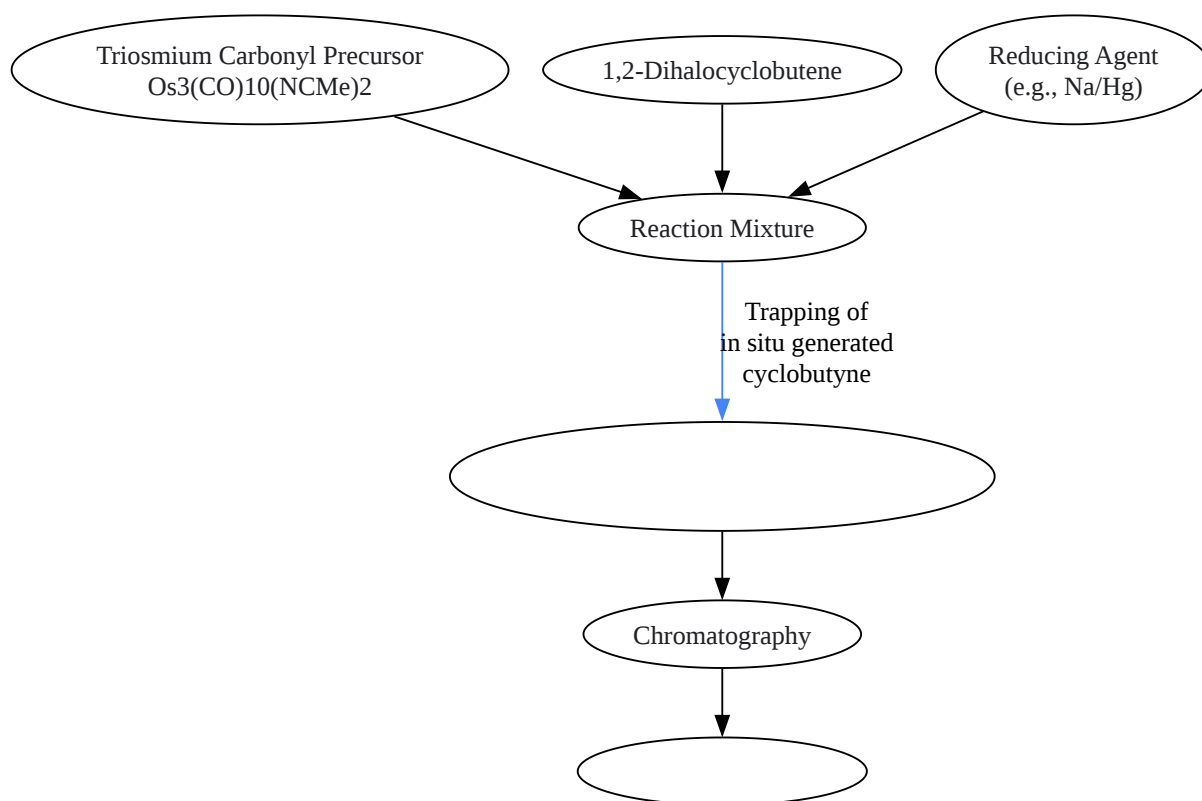 Triosmium Carbonyl Precursor
Os3(CO)10(NCMe)2
1,2-Dihalocyclobutene
Reducing Agent
(e.g., Na/Hg)
Reaction Mixture
Trapping of
in situ generated
cyclobutyne
Chromatography